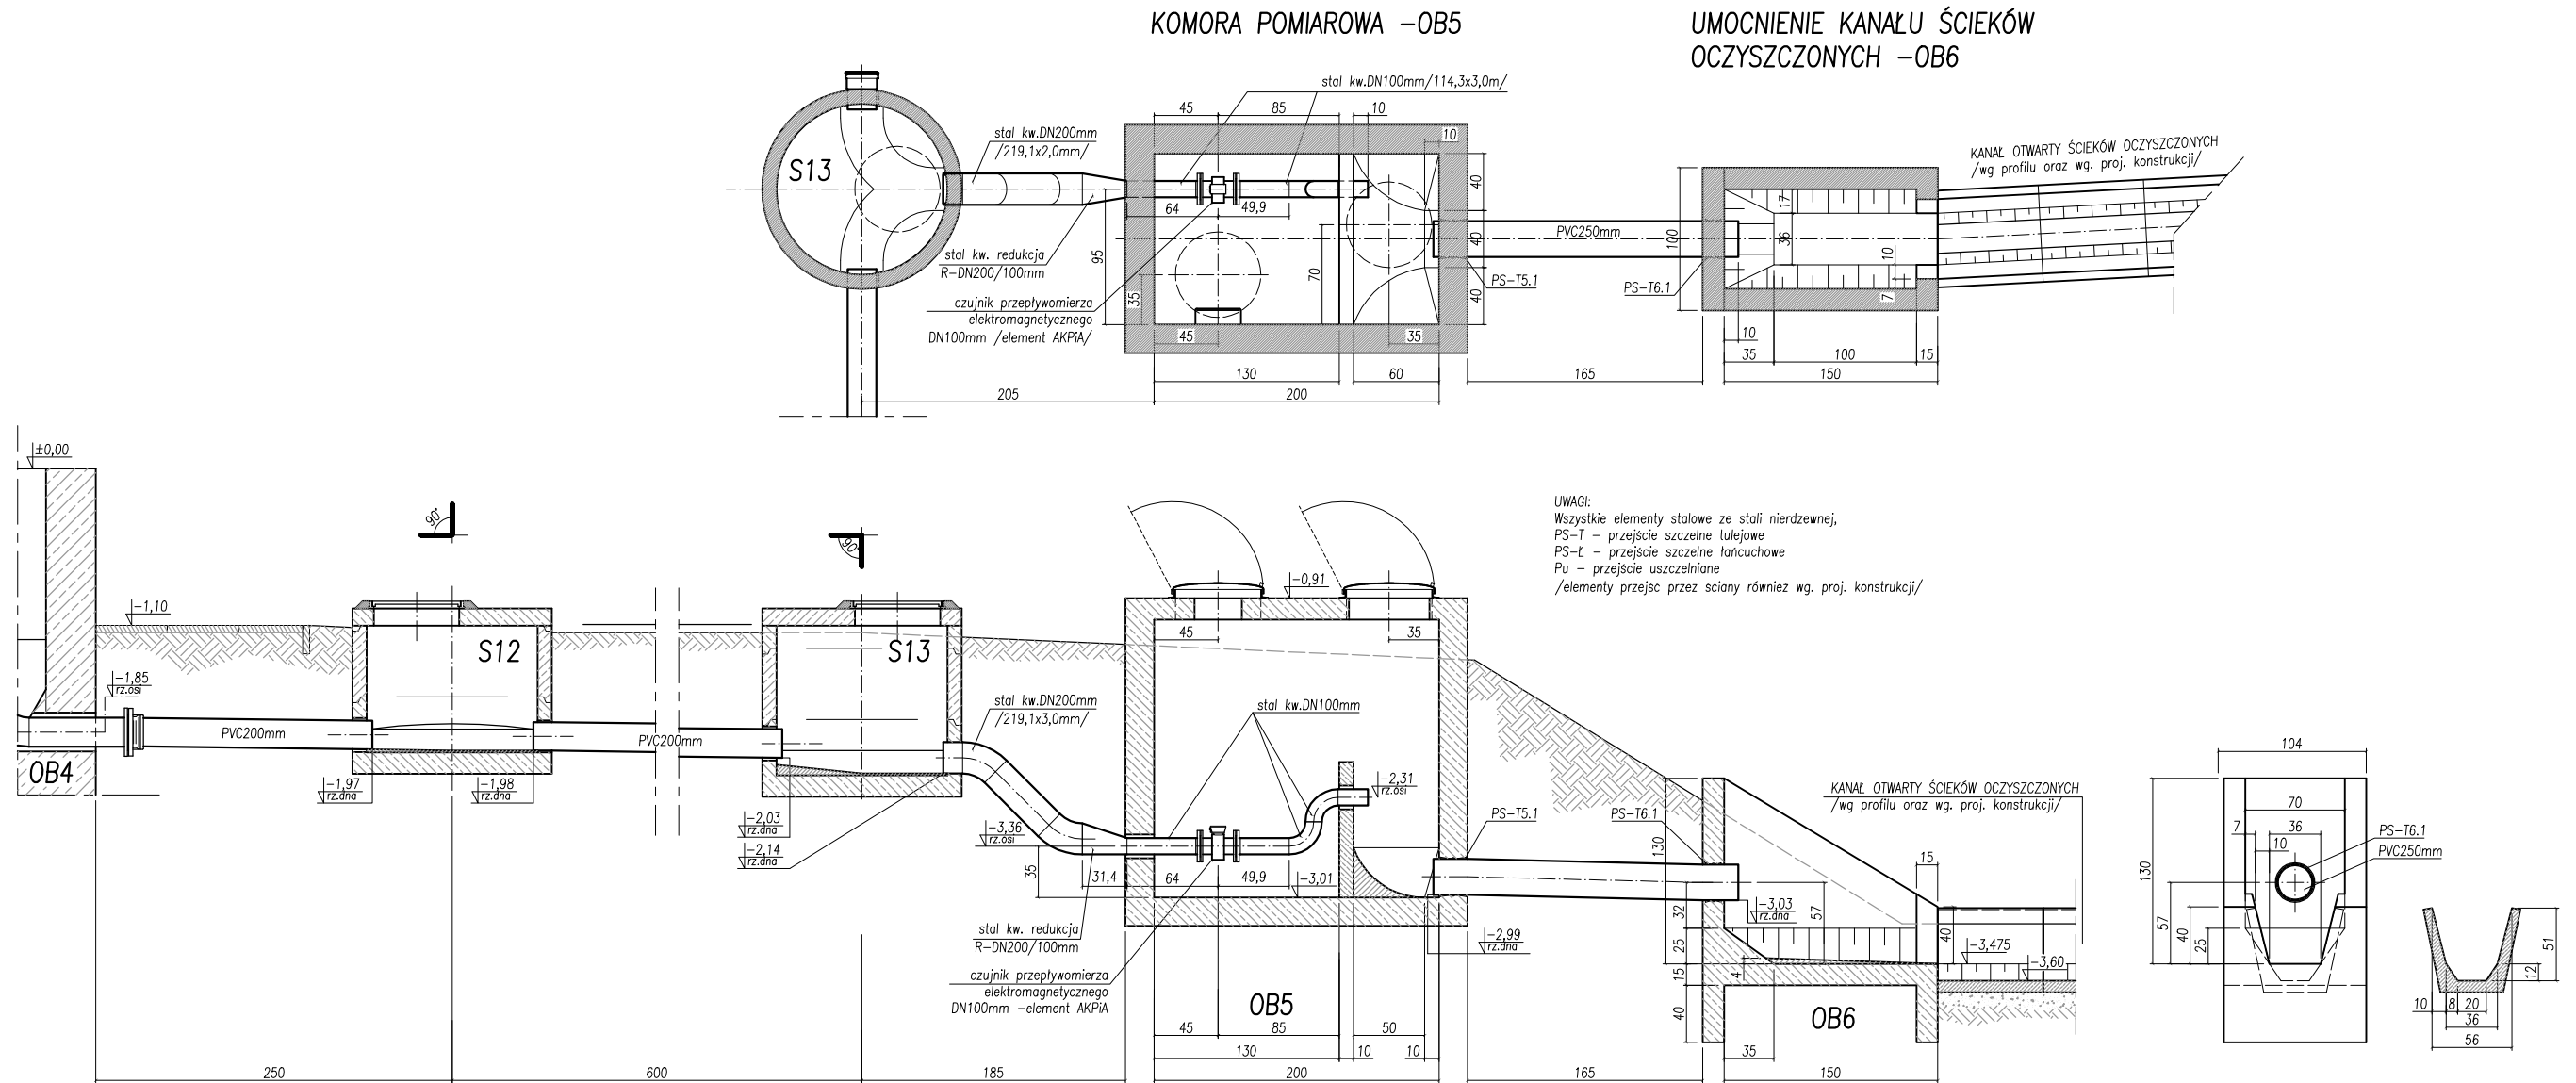 KOMORA POMIAROWA -OB5
UMOCNIENIE KANAŁU ŚCIEKÓW
OCZYSZCZONYCH -OB6
stal kw.DN100mm/114,3x3,0m/
45
85
10
10
stal kw.DN200mm
/219,1x2,0mm/
S13
KANAŁ OTWARTY ŚCIEKÓW OCZYSZCZONYCH
/wg profilu oraz wg. proj. konstrukcji/
64
49,9
40
40
40
95
70
35
stal kw. redukcja
R-DN200/100mm
czujnik przepływomierza
elektromagnetycznego
DN100mm /element AKPiA/
PVC250mm
PS-T5.1
PS-T6.1
100
17
36
10
7
45
35
10
35
100
15
130
60
165
150
205
200
±0,00
90°
90°
UWAGI:
Wszystkie elementy stalowe ze stali nierdzewnej,
PS-T - przejście szczelne tulejowe
PS-Ł - przejście szczelne łańcuchowe
Pu - przejście uszczelniane
/elementy przejść przez ściany również wg. proj. konstrukcji/
-0,91
-1,10
S12
S13
45
35
-1,85
rz.osi
stal kw.DN200mm
/219,1x3,0mm/
stal kw.DN100mm
PVC200mm
PVC200mm
OB4
-1,97
rz.dna
-1,98
rz.dna
-2,03
rz.dna
-2,14
rz.dna
-2,31
rz.osi
-3,36
rz.osi
PS-T5.1
PS-T6.1
KANAŁ OTWARTY ŚCIEKÓW OCZYSZCZONYCH
/wg profilu oraz wg. proj. konstrukcji/
35
31,4
64
49,9
-3,01
130
15
-3,03
rz.dna
57
32
25
15
40
4
40
-3,475
-3,60
-2,99
rz.dna
stal kw. redukcja
R-DN200/100mm
czujnik przepływomierza
elektromagnetycznego
DN100mm -element AKPiA
OB5
OB6
45
85
50
130
10
10
35
250
600
185
200
165
150
104
70
7
36
10
PS-T6.1
PVC250mm
130
57
40
25
51
12
10
8
20
36
56